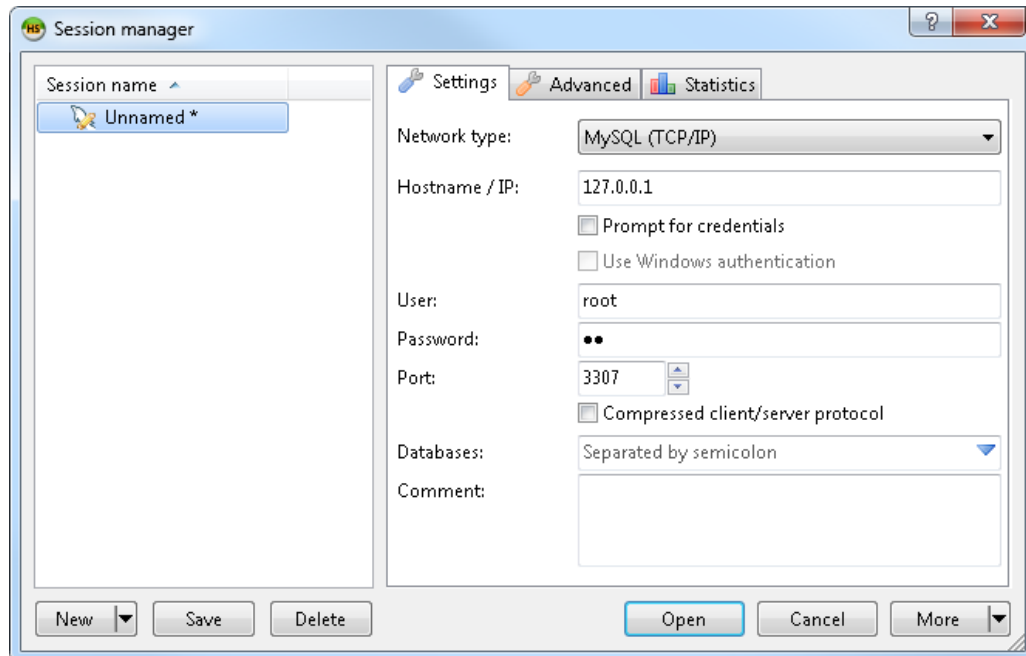 HS Session manager
Session name
Unnamed *
Settings Advanced Statistics
Network type: MySQL (TCP/IP)
Hostname / IP: 127.0.0.1
Prompt for credentials
Use Windows authentication
User: root
Password: ●●
Port: 3307
Compressed client/server protocol
Databases: Separated by semicolon
Comment:
New Save Delete Open Cancel More